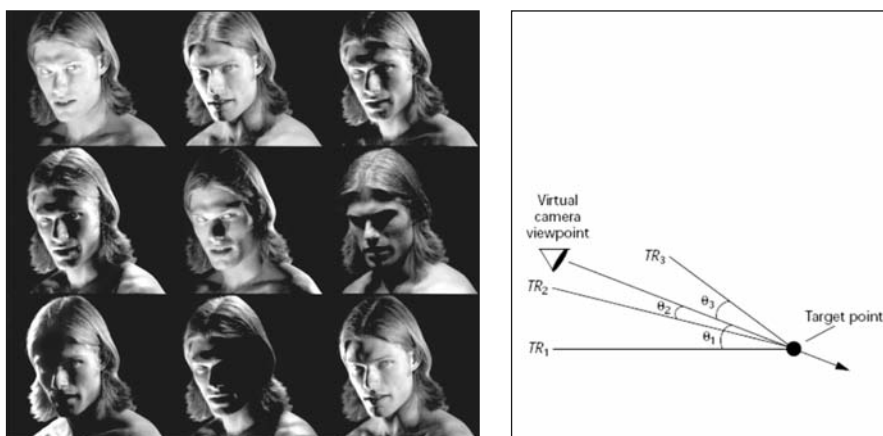 Virtual
camera
viewpoint
TR3
TR2
θ3
θ2
Target point
θ1
TR1